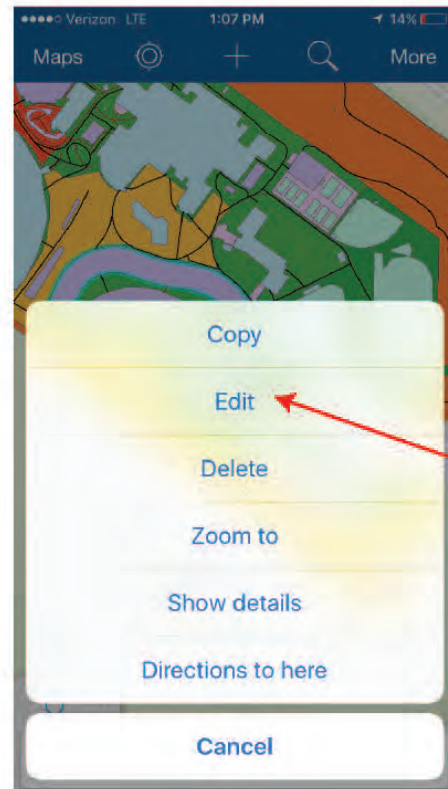 Verizon LTE 1:07 PM 14%
Maps More
Copy
Edit
Delete
Zoom to
Show details
Directions to here
Cancel